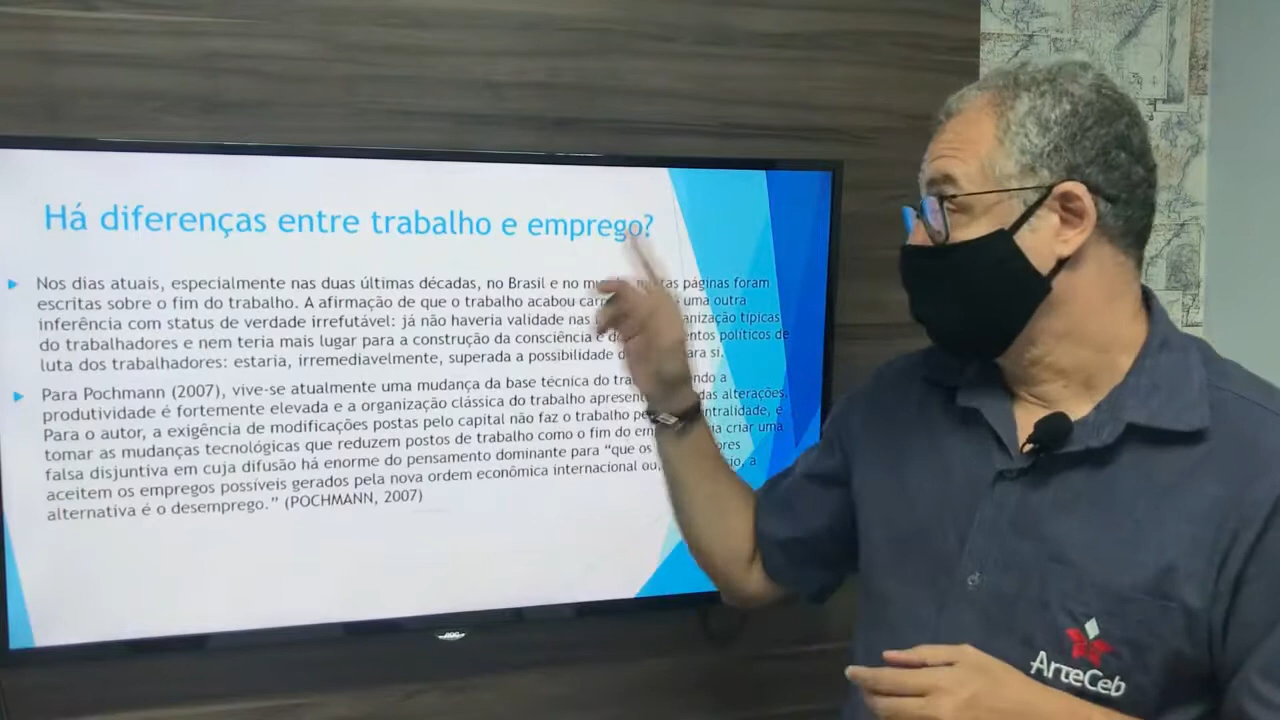 Há diferenças entre trabalho e emprego?
Nos dias atuais, especialmente nas duas últimas décadas, no Brasil e no páginas foram
escritas sobre o fim do trabalho. A afirmação de que o trabalho acabou uma outra
inferência com status de verdade irrefutável: já não haveria validade nas típicas
do trabalhadores e nem teria mais lugar para a construção da consciência e políticos de
luta dos trabalhadores: estaria, irremediavelmente, superada a possibilidade si.
Para Pochmann (2007), vive-se atualmente uma mudança da base técnica do a
produtividade é fortemente elevada e a organização clássica do trabalho alterações.
Para o autor, a exigência de modificações postas pelo capital não faz o trabalho
tomar as mudanças tecnológicas que reduzem postos de trabalho como o fim do criar uma
falsa disjuntiva em cuja difusão há enorme do pensamento dominante para “que os
aceitem os empregos possíveis gerados pela nova ordem econômica internacional ou, a
alternativa é o desemprego.” (POCHMANN, 2007)
AOC
ArteCeb